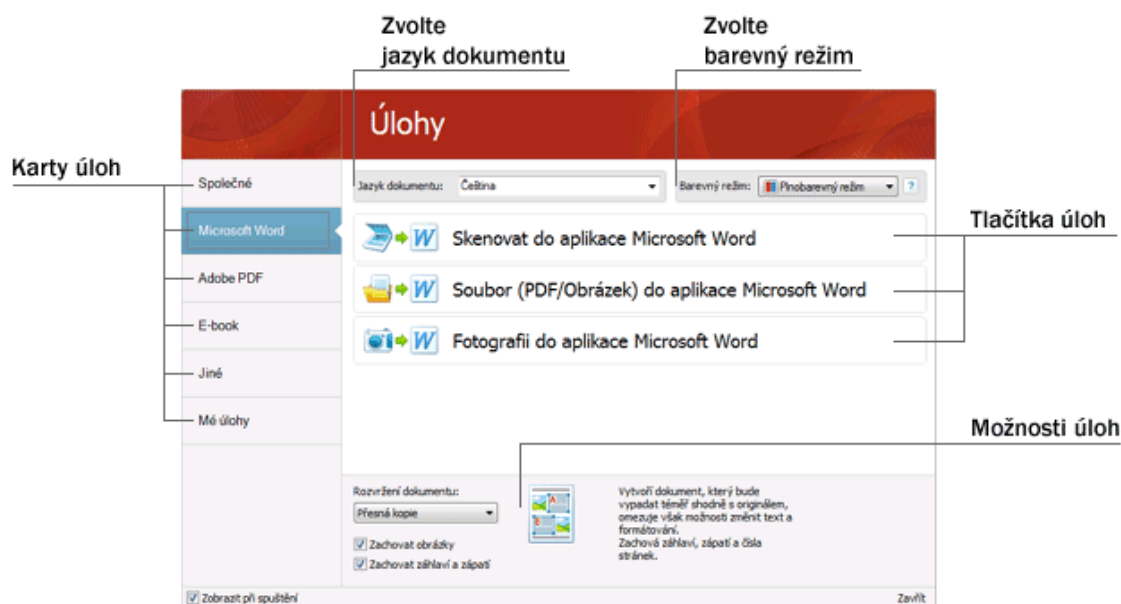 Zvolte
jazyk dokumentu
Zvolte
barevný režim
Úlohy
Karty úloh
Společné
Jazyk dokumentu:
Čeština
Barevný režim:
Plnobarevný režim
?
Microsoft Word
Skenovat do aplikace Microsoft Word
Tlačítka úloh
Adobe PDF
Soubor (PDF/Obrázek) do aplikace Microsoft Word
E-book
Fotografii do aplikace Microsoft Word
Jiné
Mé úlohy
Možnosti úloh
Rozvržení dokumentu:
Přesná kopie
Zachovat obrázky
Zachovat záhlaví a zápatí
Vytvoří dokument, který bude
vypadat téměř shodně s originálem,
omezuje však možnosti změnit text a
formátování.
Zachová záhlaví, zápatí a čísla
stránek.
Zobrazit při spuštění
Zavřít